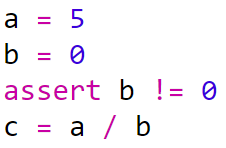 a = 5
b = 0
assert b != 0
c = a / b